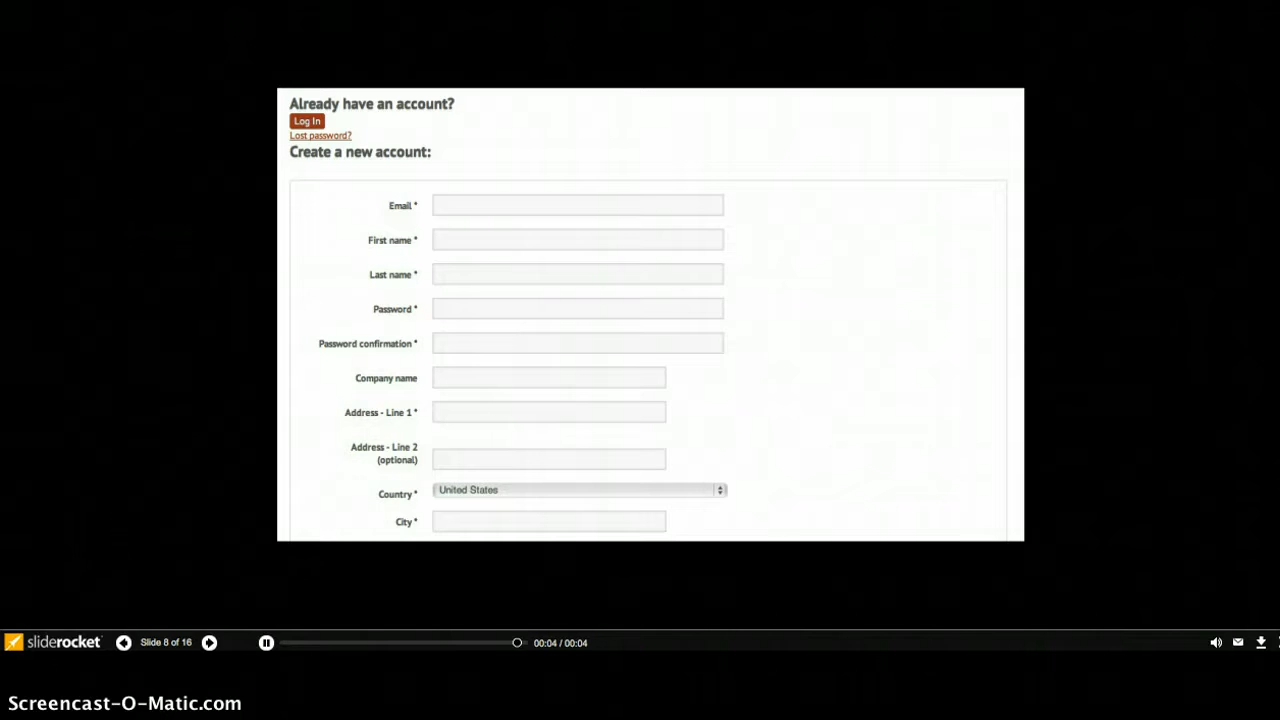 Already have an account?
Log In
Lost password?
Create a new account:
Email *
First name *
Last name *
Password *
Password confirmation *
Company name
Address - Line 1 *
Address - Line 2
(optional)
Country * United States
City *
sliderocket Slide 8 of 16 00:04 / 00:04
Screencast-O-Matic.com